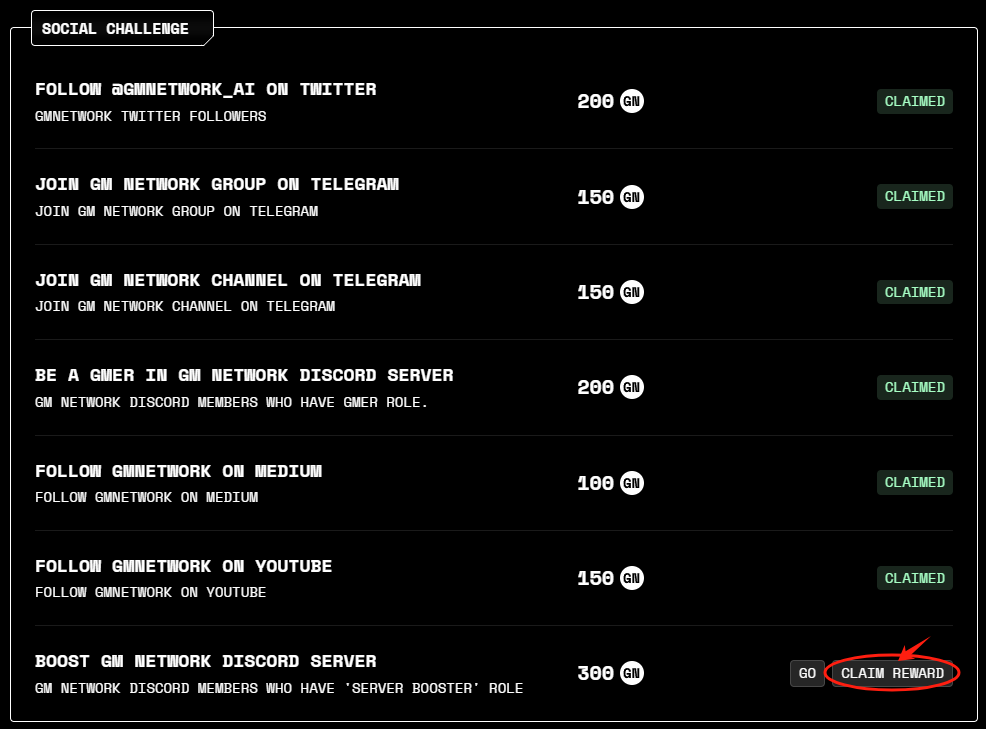 SOCIAL CHALLENGE
FOLLOW @GMNETWORK_AI ON TWITTER
GMNETWORK TWITTER FOLLOWERS
200 GN
CLAIMED
JOIN GM NETWORK GROUP ON TELEGRAM
JOIN GM NETWORK GROUP ON TELEGRAM
150 GN
CLAIMED
JOIN GM NETWORK CHANNEL ON TELEGRAM
JOIN GM NETWORK CHANNEL ON TELEGRAM
150 GN
CLAIMED
BE A GMER IN GM NETWORK DISCORD SERVER
GM NETWORK DISCORD MEMBERS WHO HAVE GMER ROLE.
200 GN
CLAIMED
FOLLOW GMNETWORK ON MEDIUM
FOLLOW GMNETWORK ON MEDIUM
100 GN
CLAIMED
FOLLOW GMNETWORK ON YOUTUBE
FOLLOW GMNETWORK ON YOUTUBE
150 GN
CLAIMED
BOOST GM NETWORK DISCORD SERVER
GM NETWORK DISCORD MEMBERS WHO HAVE 'SERVER BOOSTER' ROLE
300 GN
GO
CLAIM REWARD